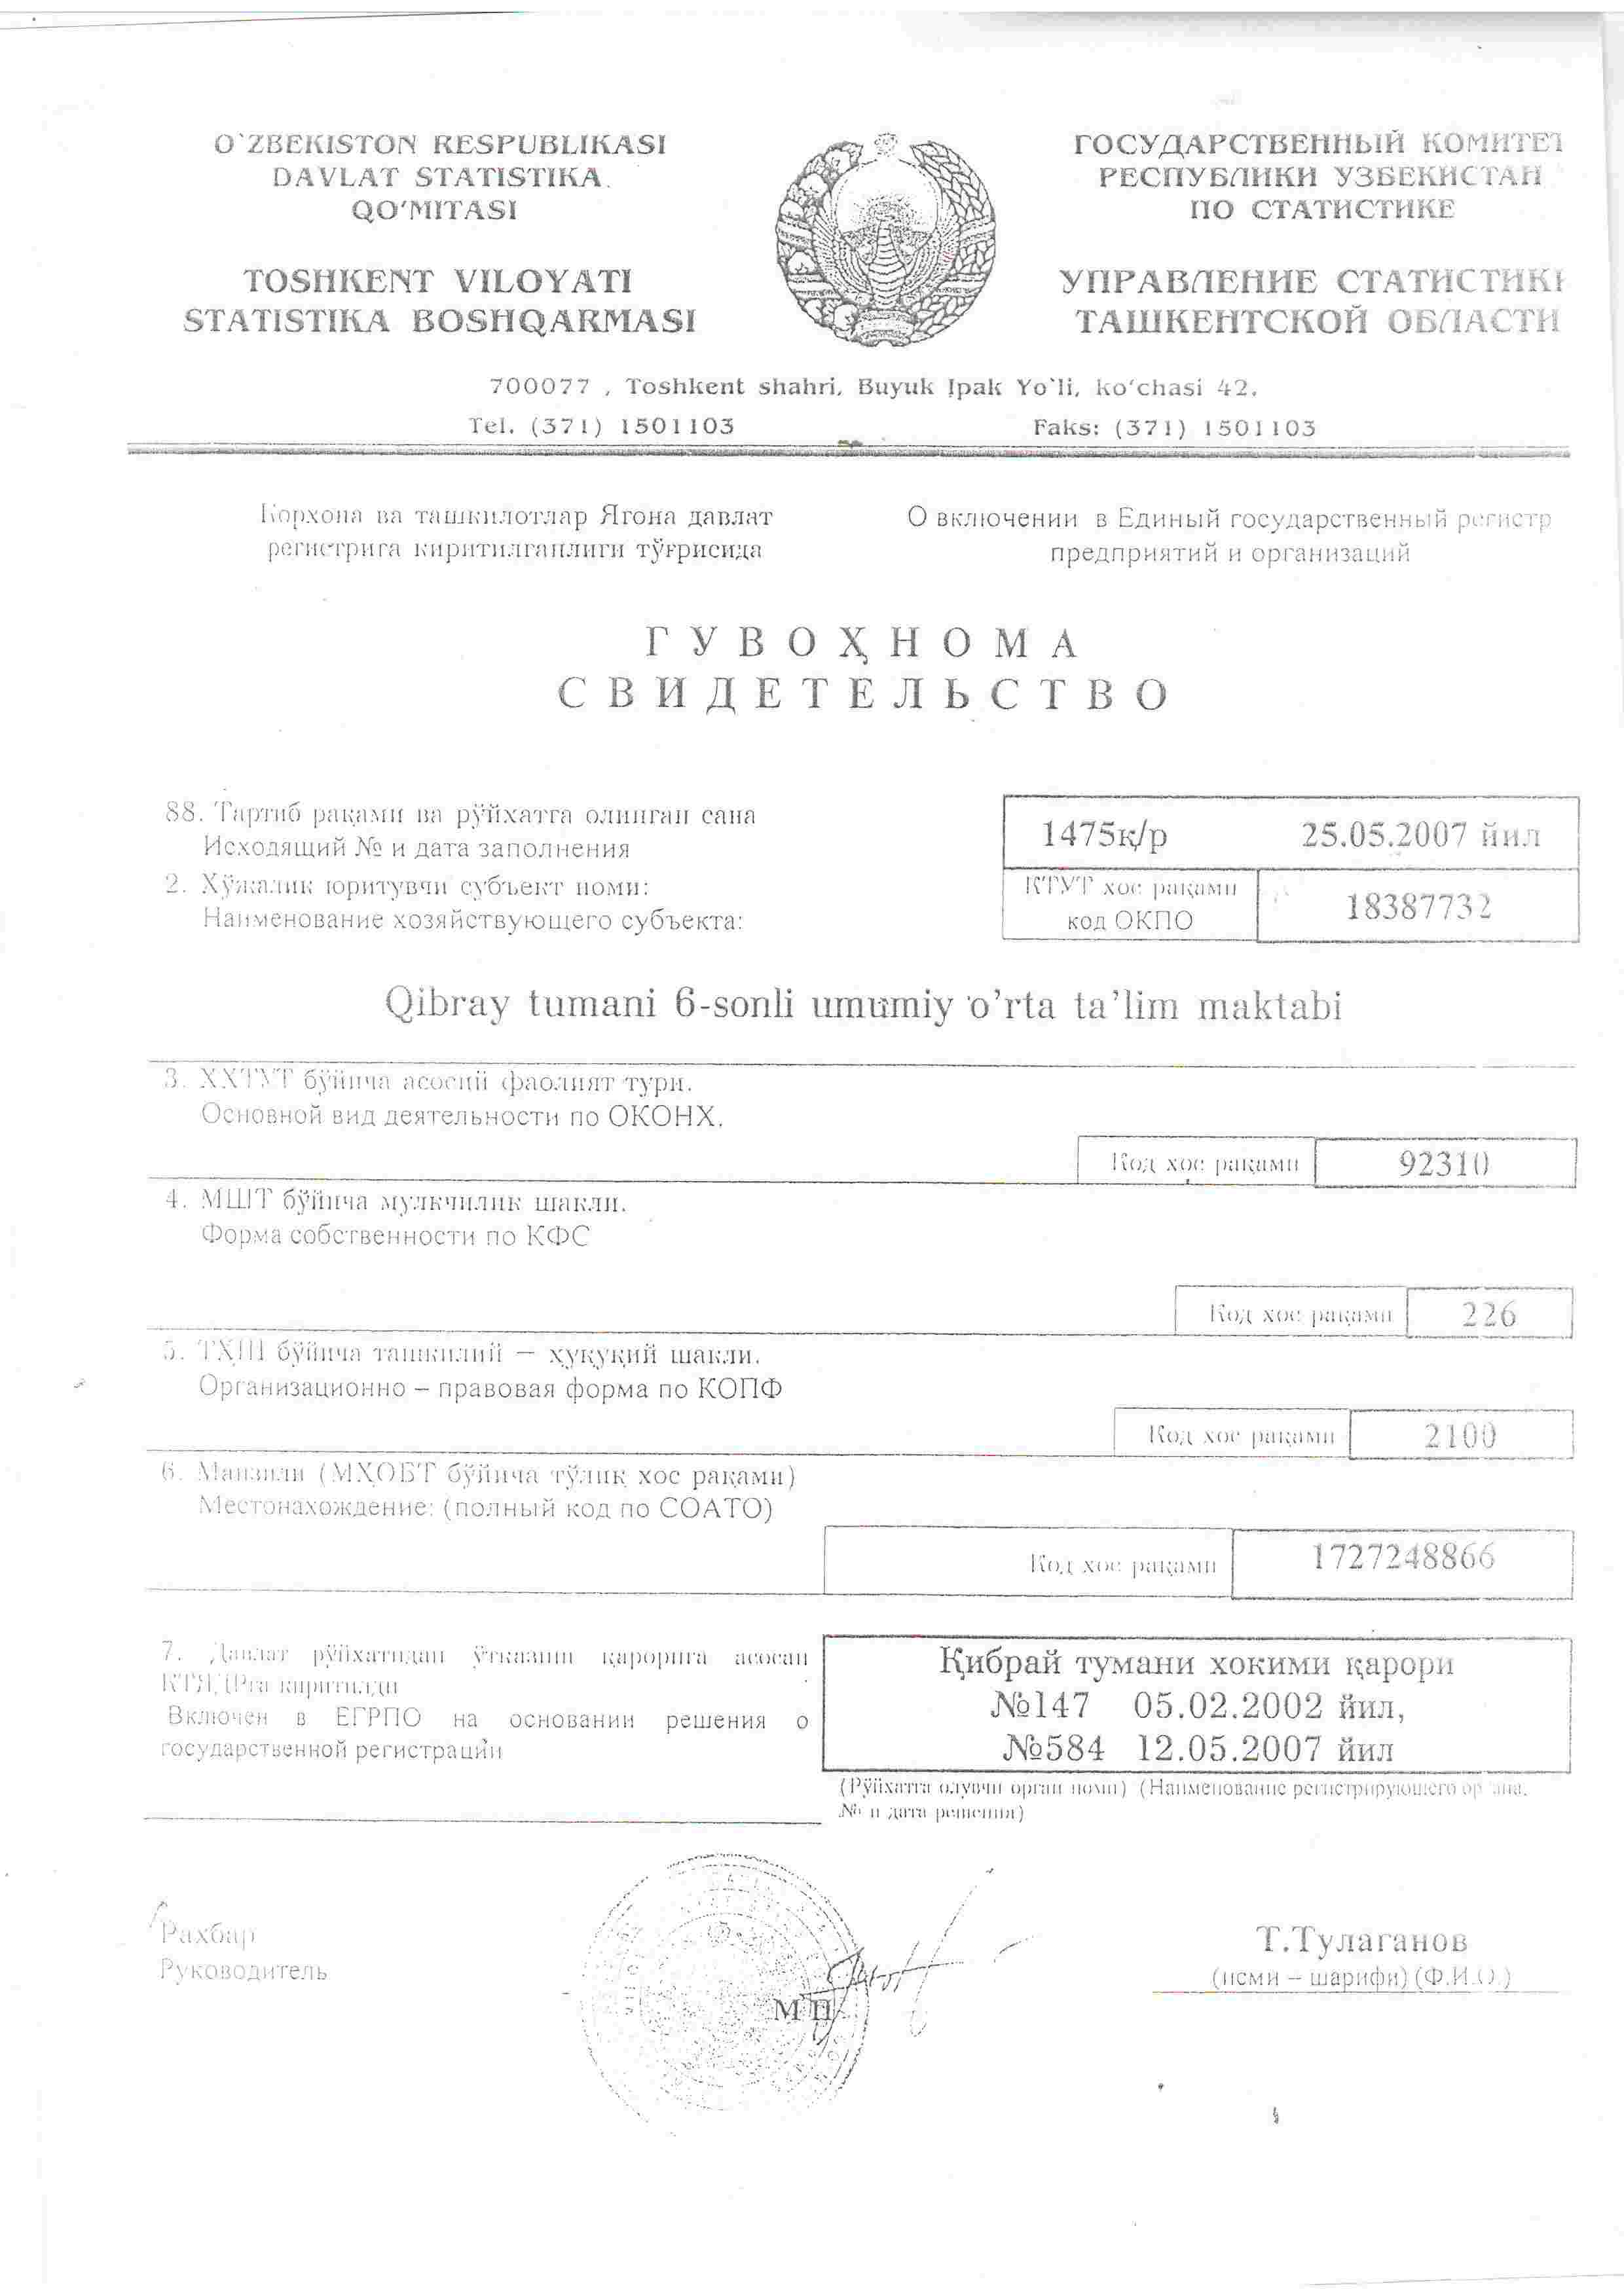 O`ZBEKISTON RESPUBLIKASI
DAVLAT STATISTIKA
QO'MITASI
TOSHKENT VILOYATI
STATISTIKA BOSHQARMASI
ГОСУДАРСТВЕННЫЙ КОМИТЕТ
РЕСПУБЛИКИ УЗБЕКИСТАН
ПО СТАТИСТИКЕ
УПРАВЛЕНИЕ СТАТИСТИКИ
ТАШКЕНТСКОЙ ОБЛАСТИ
700077 , Toshkent shahri, Buyuk Ipak Yo`li, ko'chasi 42.
Tel. (371) 1501103 Faks: (371) 1501103
Корхона ва ташкилотлар Ягона давлат
регистрига киритилганлиги тўғрисида
О включении в Единый государственный регистр
предприятий и организаций
ГУВОҲНОМА
СВИДЕТЕЛЬСТВО
88. Тартиб рақами ва рўйхатга олинган сана
Исходящий № и дата заполнения
1475қ/р 25.05.2007 йил
2. Хўжалик юритувчи субъект номи:
Наименование хозяйствующего субъекта:
КТУТ хос рақами
код ОКПО
18387732
Qibray tumani 6-sonli umumiy o'rta ta'lim maktabi
3. ХХТУТ бўйича асосий фаолият тури.
Основной вид деятельности по ОКОНХ.
Код хос рақами 92310
4. МШТ бўйича мулкчилик шакли.
Форма собственности по КФС
Код хос рақами 226
5. ТҲШ бўйича ташкилий – ҳуқуқий шакли.
Организационно – правовая форма по КОПФ
Код хос рақами 2100
6. Манзили (МҲОБТ бўйича тўлиқ хос рақами)
Местонахождение: (полный код по СОАТО)
Код хос рақами 1727248866
7. Давлат рўйхатидан ўтказиш қарорига асосан
КТЯДРга киритилди
Включен в ЕГРПО на основании решения о
государственной регистрации
Қибрай тумани хокими қарори
№147 05.02.2002 йил,
№584 12.05.2007 йил
(Рўйхатга олувчи орган номи) (Наименование регистрирующего органа,
№ и дата решения)
Рахбар
Руководитель
МП
Т.Тулаганов
(исми – шарифи) (Ф.И.О.)